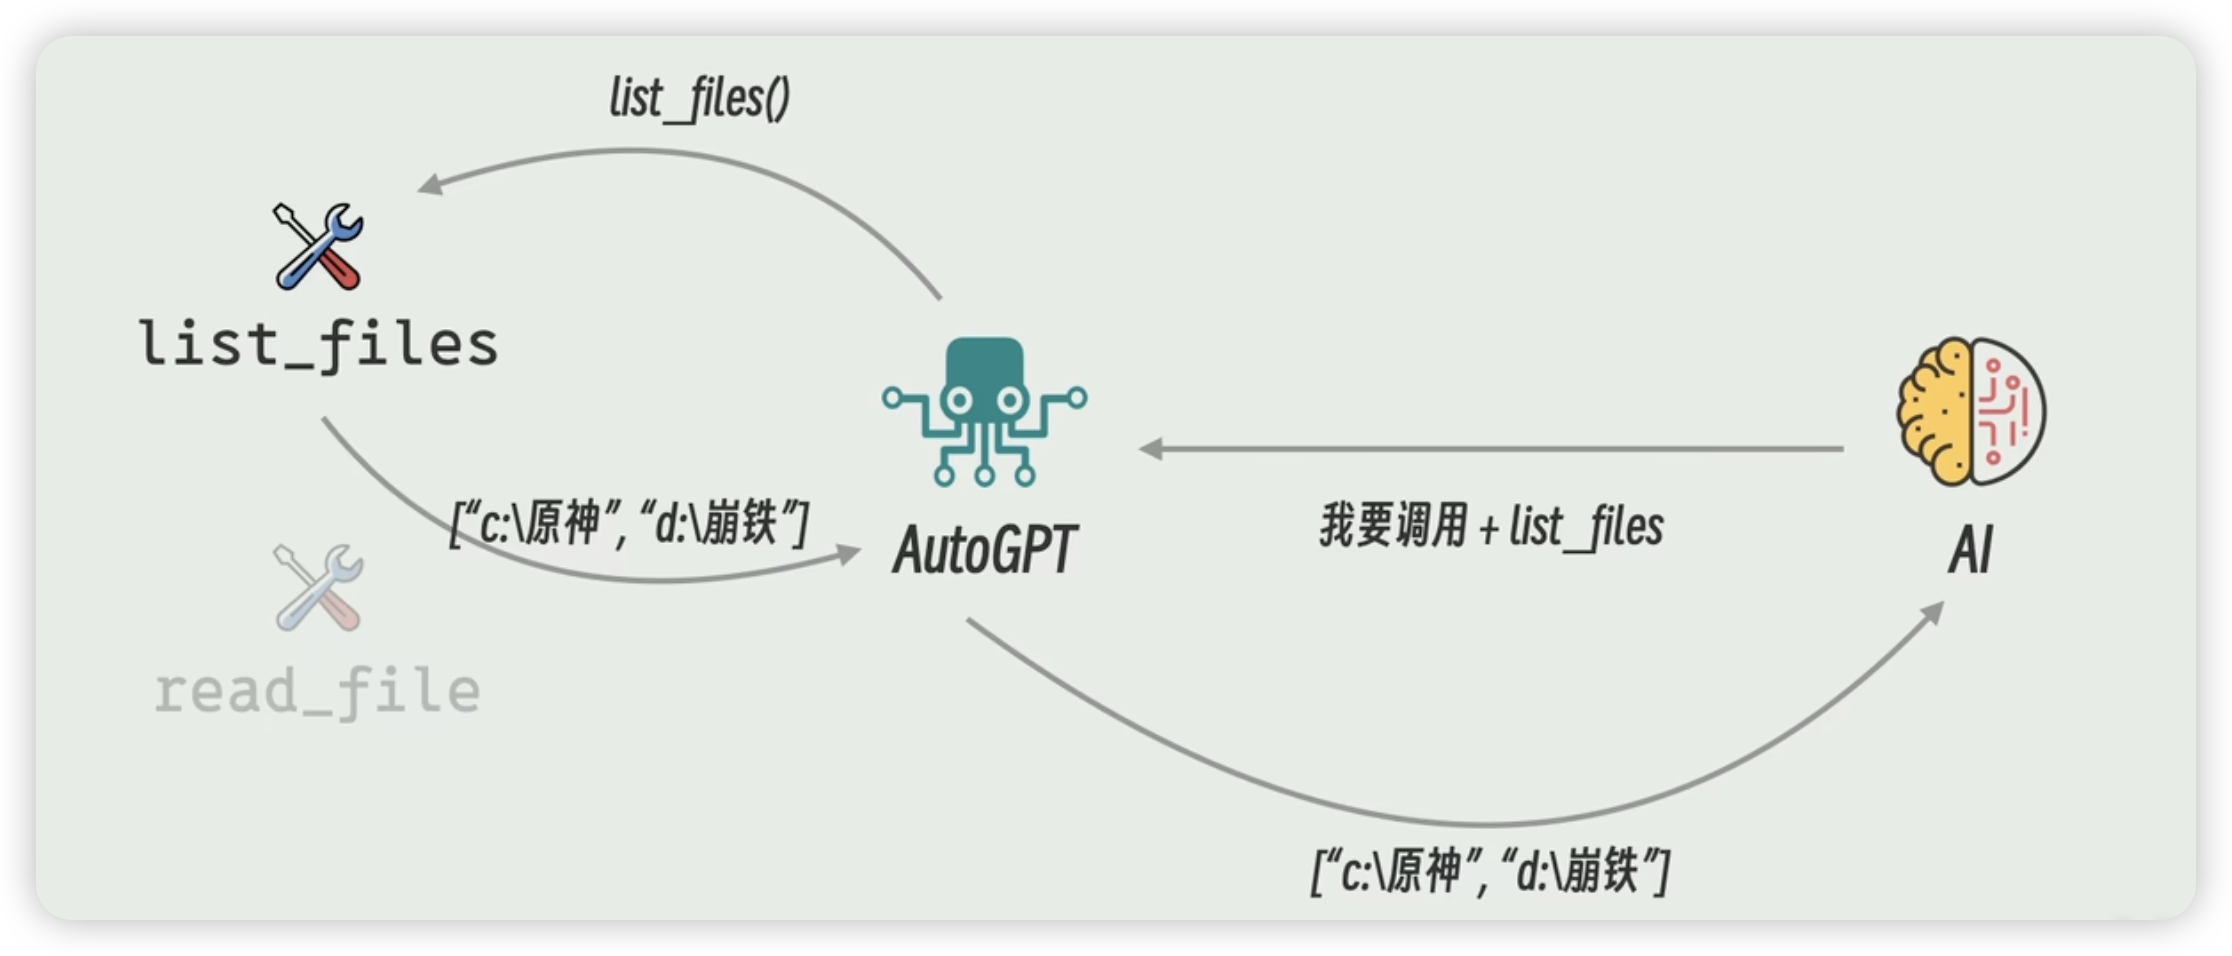 list_files()
list_files
["c:\原神", "d:\崩铁"]
AutoGPT
我要调用 + list_files
AI
read_file
["c:\原神", "d:\崩铁"]